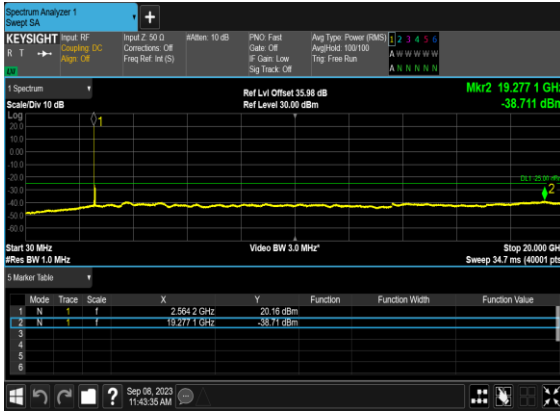 Spectrum Analyzer 1
Swept SA
+
KEYSIGHT Input: RF Input Z: 50 Ω #Atten: 10 dB PNO: Fast Avg Type: Power (RMS) 1 2 3 4 5 6
R T Coupling: DC Corrections: Off Gate: Off Avg|Hold: 100/100 A W W W W W
Align: Off Freq Ref: Int (S) IF Gain: Low Trig: Free Run
Sig Track: Off A N N N N N
1 Spectrum Ref Lvl Offset 35.98 dB Mkr2 19.277 1 GHz
Scale/Div 10 dB Ref Level 30.00 dBm -38.711 dBm
Log
20.0
10.0
0.00
-10.0
-20.0
-30.0
-40.0
-50.0
-60.0
1
2
Start 30 MHz Video BW 3.0 MHz* Stop 20.000 GH
#Res BW 1.0 MHz Sweep 34.7 ms (40001 pts
5 Marker Table
Mode Trace Scale X Y Function Function Width Function Value
1 N 1 f 2.564 2 GHz 20.16 dBm
2 N 1 f 19.277 1 GHz -38.71 dBm
3
4
5
6
? Sep 08, 2023
11:43:35 AM